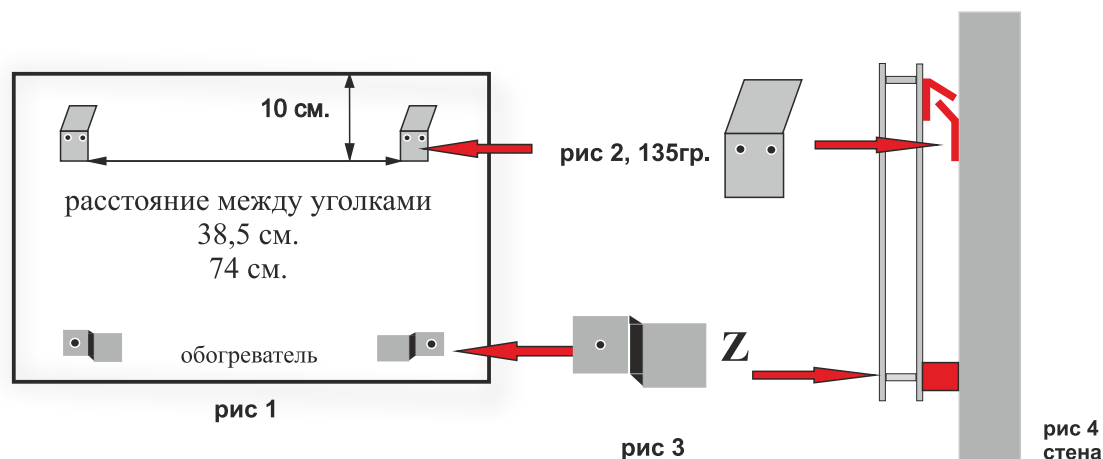 10 см.
рис 2, 135гр.
расстояние между уголками
38,5 см.
74 см.
обогреватель
Z
рис 1
рис 3
рис 4
стена